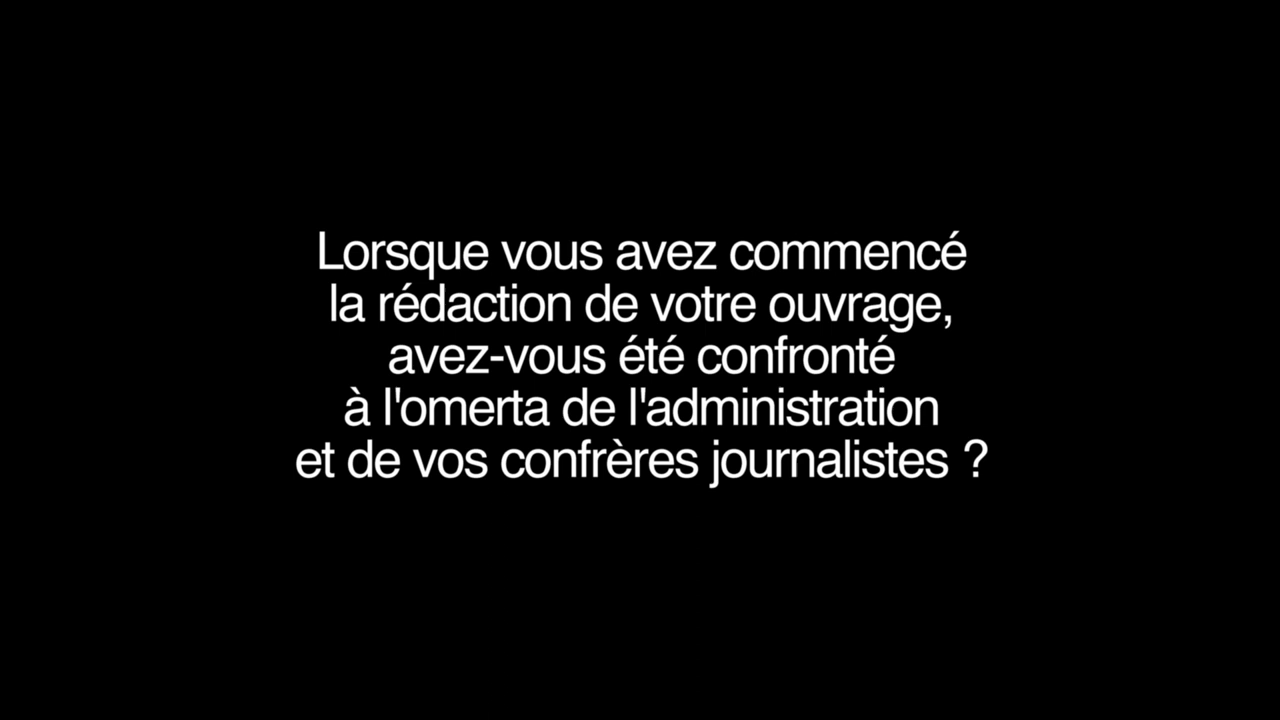 Lorsque vous avez commencé
la rédaction de votre ouvrage,
avez-vous été confronté
à l'omerta de l'administration
et de vos confrères journalistes ?